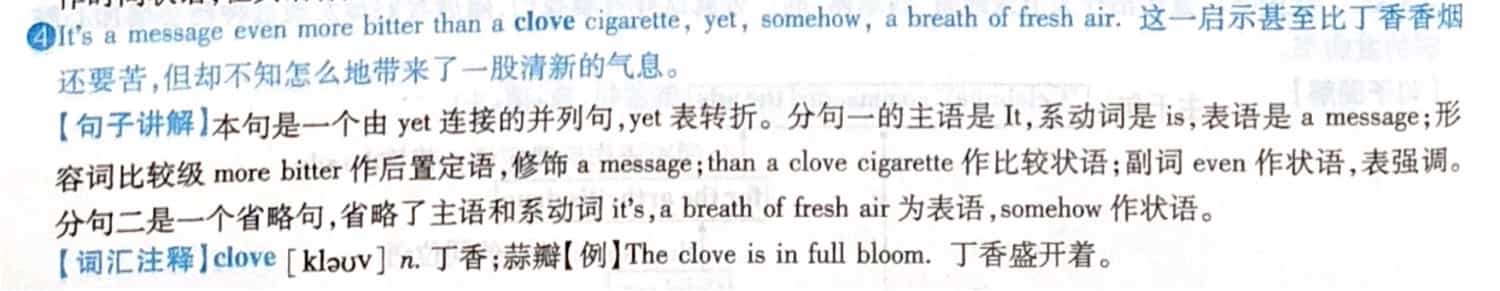 ④It's a message even more bitter than a clove cigarette, yet, somehow, a breath of fresh air. 这一启示甚至比丁香香烟
还要苦,但却不知怎么地带来了一股清新的气息。
【句子讲解】本句是一个由 yet 连接的并列句,yet 表转折。分句一的主语是 It,系动词是 is,表语是 a message;形
容词比较级 more bitter 作后置定语,修饰 a message;than a clove cigarette 作比较状语;副词 even 作状语,表强调。
分句二是一个省略句,省略了主语和系动词 it's,a breath of fresh air 为表语,somehow 作状语。
【词汇注释】clove [kləʊv] n. 丁香;蒜瓣【例】The clove is in full bloom. 丁香盛开着。